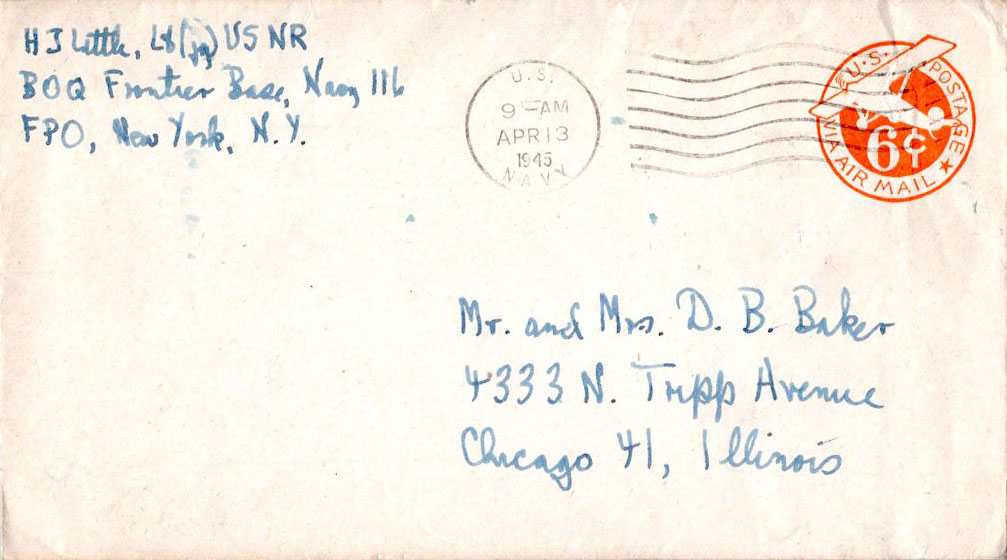 H J Little, Lt(jg) USNR
BOQ Frontier Base, Navy 116
FPO, New York, N.Y.
U.S.
9-AM
APR 13
1945
NAVY
U.S. POSTAGE
6¢
VIA AIR MAIL
Mr. and Mrs. D. B. Baker
4333 N. Tripp Avenue
Chicago 41, Illinois